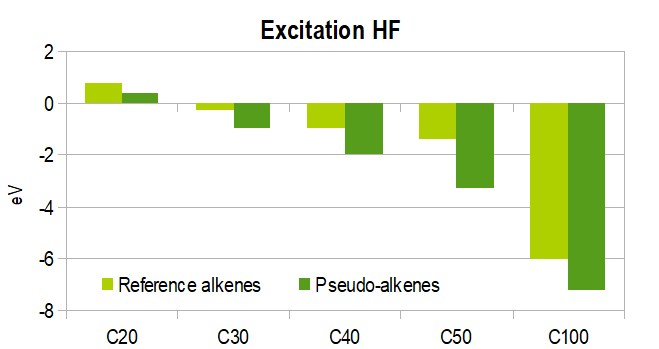 Excitation HF
2
0
-2
-4
-6
-8
eV
Reference alkenes
Pseudo-alkenes
C20 C30 C40 C50 C100